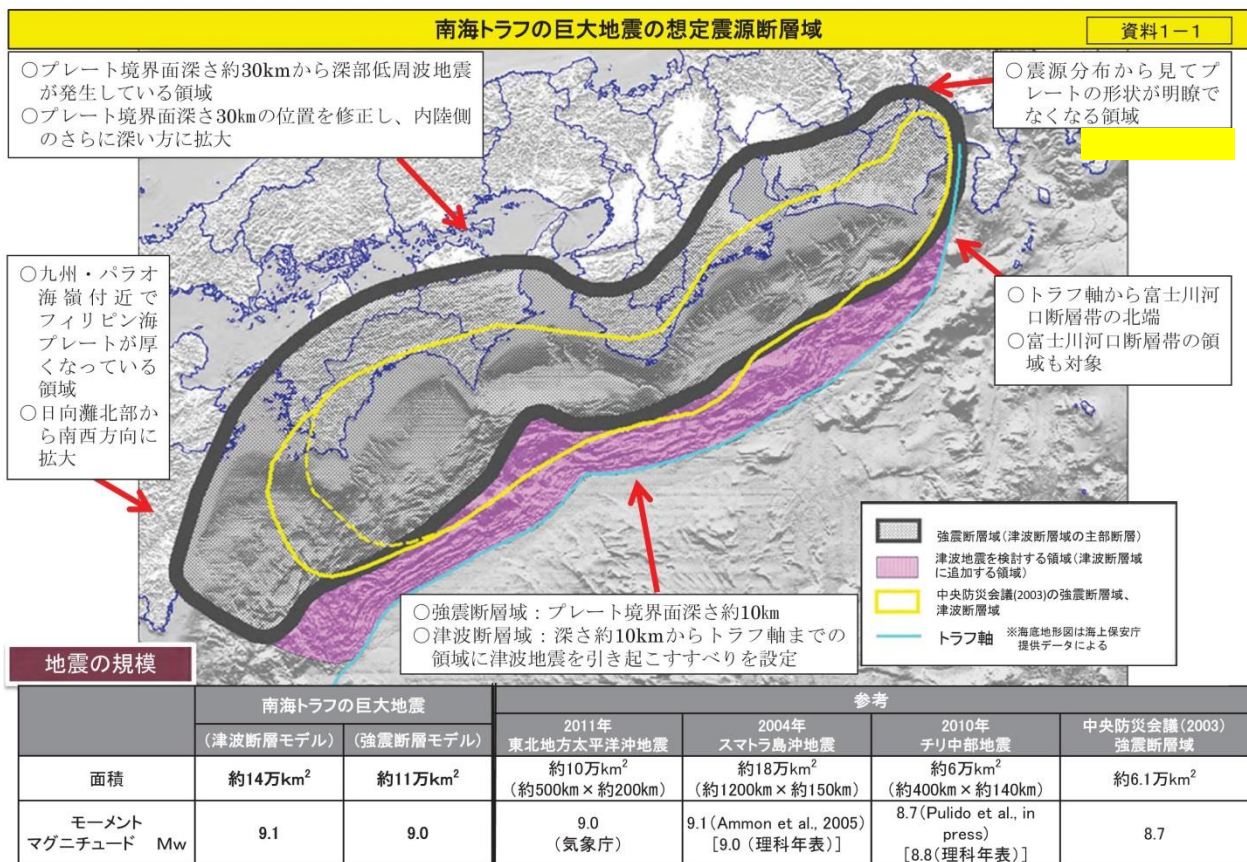 南海トラフの巨大地震の想定震源断層域
資料1－1
○プレート境界面深さ約30kmから深部低周波地震
が発生している領域
○プレート境界面深さ30kmの位置を修正し、内陸側
のさらに深い方に拡大
○震源分布から見てプ
レートの形状が明瞭で
なくなる領域
○九州・パラオ
海嶺付近で
フィリピン海
プレートが厚
くなっている
領域
○日向灘北部か
ら南西方向に
拡大
○トラフ軸から富士川河
口断層帯の北端
○富士川河口断層帯の領
域も対象
○強震断層域：プレート境界面深さ約10km
○津波断層域：深さ約10kmからトラフ軸までの
領域に津波地震を引き起こすすべりを設定
強震断層域(津波断層域の主部断層)
津波地震を検討する領域(津波断層域
に追加する領域)
中央防災会議(2003)の強震断層域、
津波断層域
トラフ軸 ※海底地形図は海上保安庁
提供データによる
地震の規模
南海トラフの巨大地震 参考
(津波断層モデル) (強震断層モデル) 2011年 2004年 2010年 中央防災会議(2003)
東北地方太平洋沖地震 スマトラ島沖地震 チリ中部地震 強震断層域
面積 約14万km² 約11万km² 約10万km² 約18万km² 約6万km² 約6.1万km²
(約500km×約200km) (約1200km×約150km) (約400km×約140km)
モーメント
マグニチュード Mw 9.1 9.0 9.0 9.1(Ammon et al., 2005) 8.7(Pulido et al., in 8.7
(気象庁) [9.0 (理科年表)] press)
[8.8(理科年表)]